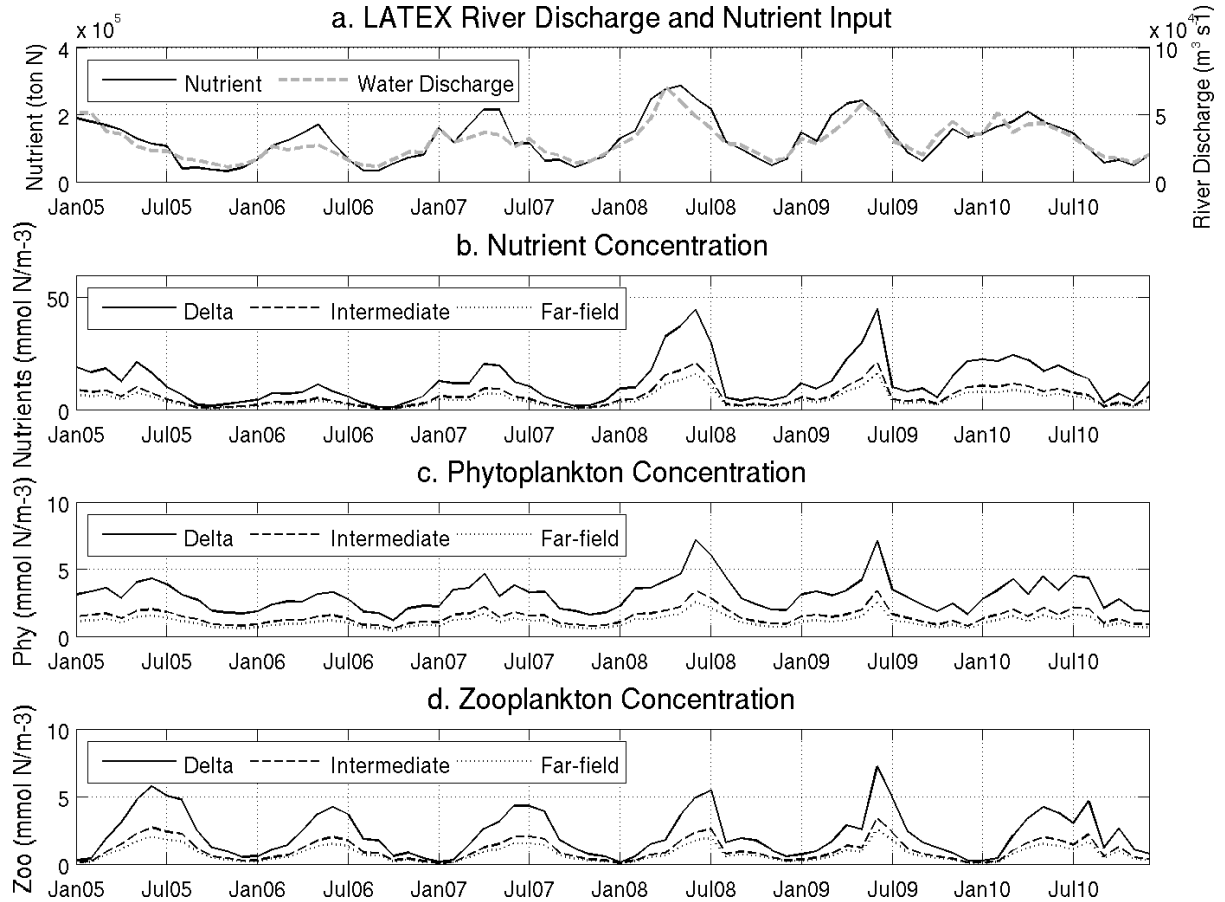 a. LATEX River Discharge and Nutrient Input
x 10^5
x 10^4
Nutrient (ton N)
4
2
0
Nutrient
Water Discharge
10
5
0
River Discharge (m^3 s^1)
Jan05 Jul05 Jan06 Jul06 Jan07 Jul07 Jan08 Jul08 Jan09 Jul09 Jan10 Jul10
b. Nutrient Concentration
Nutrients (mmol N/m-3)
50
0
Delta Intermediate Far-field
Jan05 Jul05 Jan06 Jul06 Jan07 Jul07 Jan08 Jul08 Jan09 Jul09 Jan10 Jul10
c. Phytoplankton Concentration
Phy (mmol N/m-3)
10
5
0
Delta Intermediate Far-field
Jan05 Jul05 Jan06 Jul06 Jan07 Jul07 Jan08 Jul08 Jan09 Jul09 Jan10 Jul10
d. Zooplankton Concentration
Zoo (mmol N/m-3)
10
5
0
Delta Intermediate Far-field
Jan05 Jul05 Jan06 Jul06 Jan07 Jul07 Jan08 Jul08 Jan09 Jul09 Jan10 Jul10